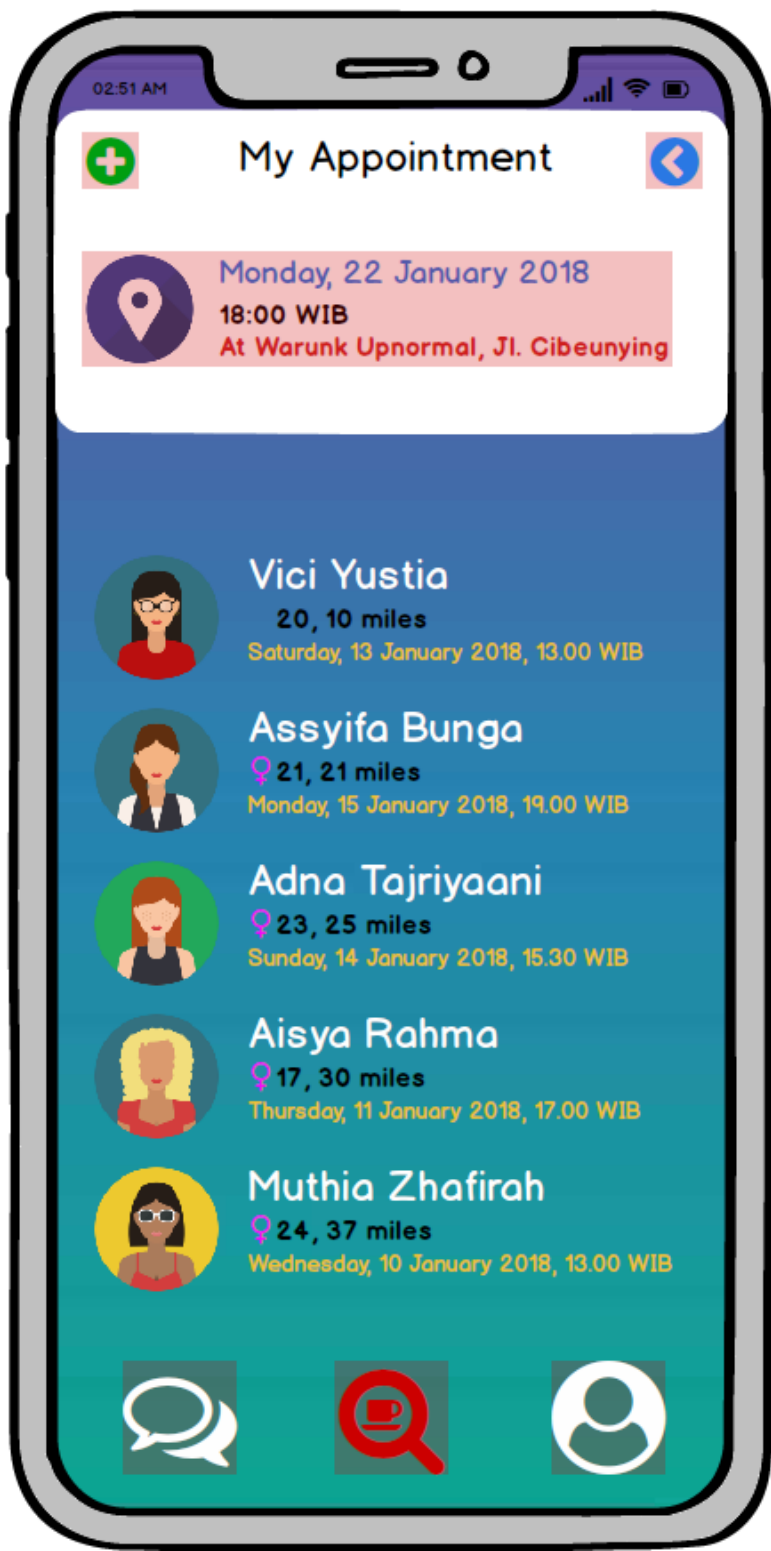 02:51 AM
My Appointment
Monday, 22 January 2018
18:00 WIB
At Warunk Upnormal, Jl. Cibeunying
Vici Yustia
20, 10 miles
Saturday, 13 January 2018, 13.00 WIB
Assyifa Bunga
21, 21 miles
Monday, 15 January 2018, 19.00 WIB
Adna Tajriyaani
23, 25 miles
Sunday, 14 January 2018, 15.30 WIB
Aisya Rahma
17, 30 miles
Thursday, 11 January 2018, 17.00 WIB
Muthia Zhafirah
24, 37 miles
Wednesday, 10 January 2018, 13.00 WIB